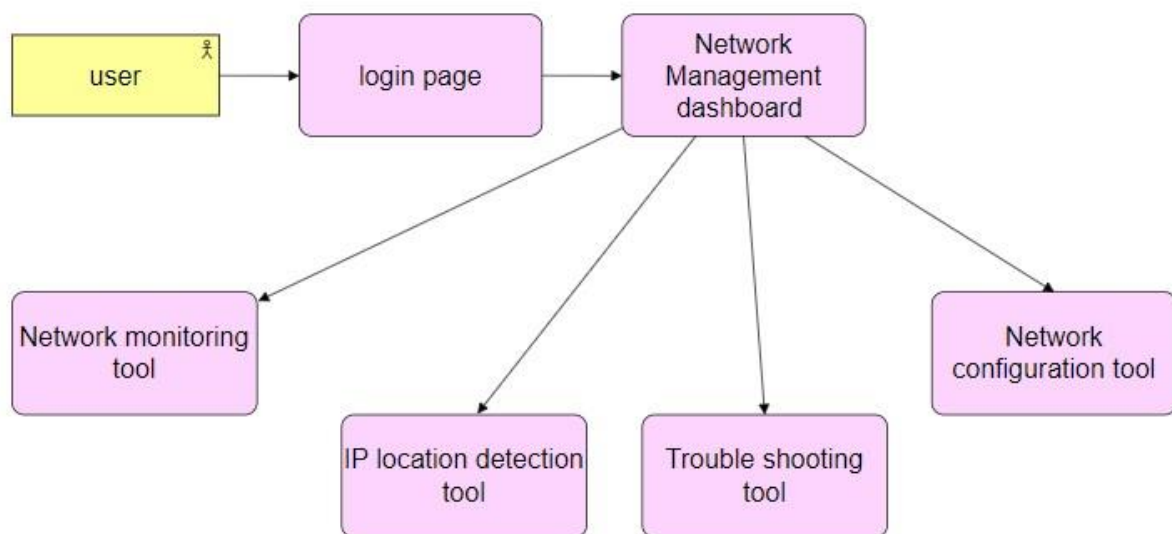 user
login page
Network
Management
dashboard
Network monitoring
tool
IP location detection
tool
Trouble shooting
tool
Network
configuration tool